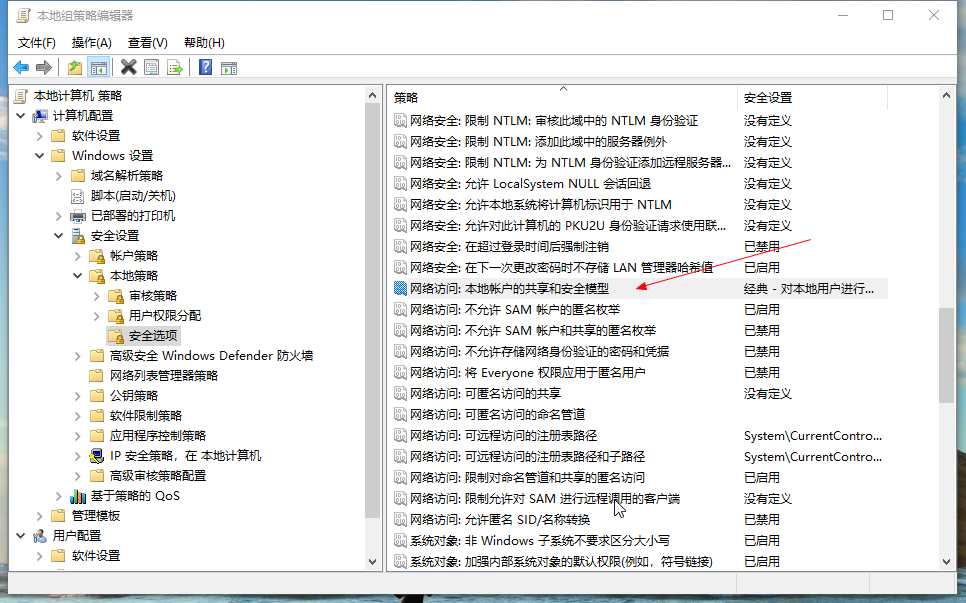 本地组策略编辑器
文件(F) 操作(A) 查看(V) 帮助(H)
本地计算机 策略
计算机配置
软件设置
Windows 设置
域名解析策略
脚本(启动/关机)
已部署的打印机
安全设置
帐户策略
本地策略
审核策略
用户权限分配
安全选项
高级安全 Windows Defender 防火墙
网络列表管理器策略
公钥策略
软件限制策略
应用程序控制策略
IP 安全策略，在 本地计算机
高级审核策略配置
基于策略的 QoS
管理模板
用户配置
软件设置
策略 安全设置
网络安全: 限制 NTLM: 审核此域中的 NTLM 身份验证 没有定义
网络安全: 限制 NTLM: 添加此域中的服务器例外 没有定义
网络安全: 限制 NTLM: 为 NTLM 身份验证添加远程服务器... 没有定义
网络安全: 允许 LocalSystem NULL 会话回退 没有定义
网络安全: 允许本地系统将计算机标识用于 NTLM 没有定义
网络安全: 允许对此计算机的 PKU2U 身份验证请求使用联... 没有定义
网络安全: 在超过登录时间后强制注销 已禁用
网络安全: 在下一次更改密码时不存储 LAN 管理器哈希值 已启用
网络访问: 本地帐户的共享和安全模型 经典 - 对本地用户进行...
网络访问: 不允许 SAM 帐户的匿名枚举 已启用
网络访问: 不允许 SAM 帐户和共享的匿名枚举 已禁用
网络访问: 不允许存储网络身份验证的密码和凭据 已禁用
网络访问: 将 Everyone 权限应用于匿名用户 已禁用
网络访问: 可匿名访问的共享 没有定义
网络访问: 可匿名访问的命名管道
网络访问: 可远程访问的注册表路径 System\CurrentContro...
网络访问: 可远程访问的注册表路径和子路径 System\CurrentContro...
网络访问: 限制对命名管道和共享的匿名访问 已启用
网络访问: 限制允许对 SAM 进行远程调用的客户端 没有定义
网络访问: 允许匿名 SID/名称转换 已禁用
系统对象: 非 Windows 子系统不要求区分大小写 已启用
系统对象: 加强内部系统对象的默认权限(例如，符号链接) 已启用